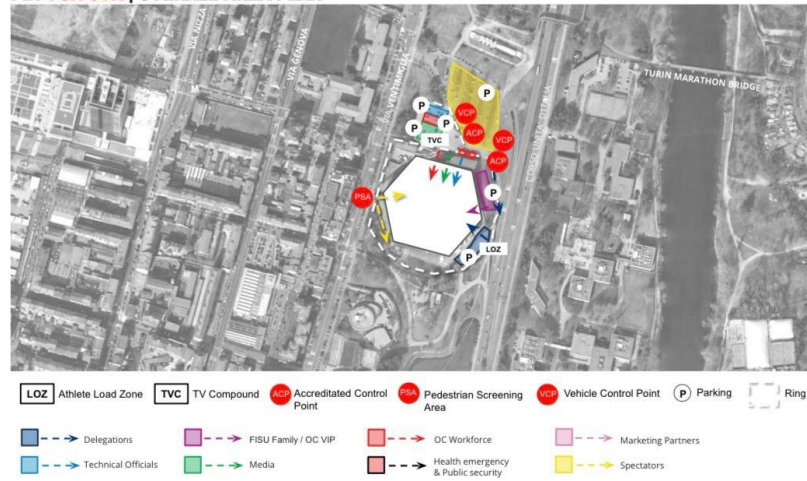 VIA NIZZA
VIA GENOVA
VIA VENTIMIGLIA
TURIN MARATHON BRIDGE
M
P
P
VCP
P
P
ACP
VCP
TVC
ACP
P
PSA
LOZ
P
LOZ Athlete Load Zone
TVC TV Compound
ACP Accreditated Control
Point
PSA Pedestrian Screening
Area
VCP Vehicle Control Point
P Parking
Ring
Delegations
FISU Family / OC VIP
OC Workforce
Marketing Partners
Technical Officials
Media
Health emergency
& Public security
Spectators